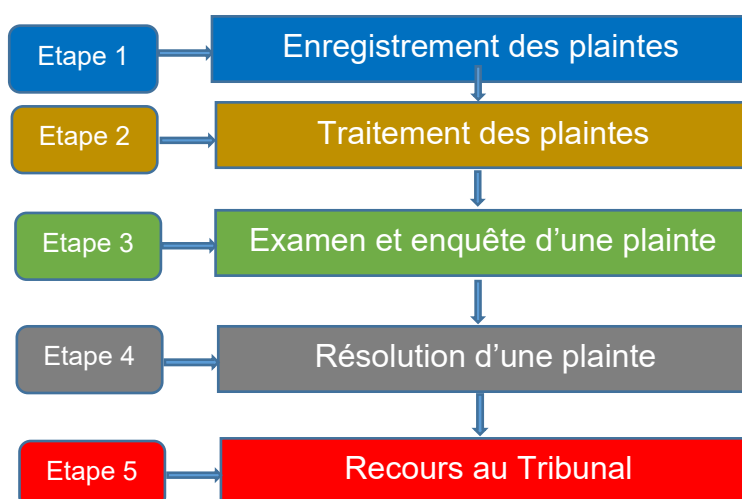 Etape 1
Enregistrement des plaintes
Etape 2
Traitement des plaintes
Etape 3
Examen et enquête d’une plainte
Etape 4
Résolution d’une plainte
Etape 5
Recours au Tribunal